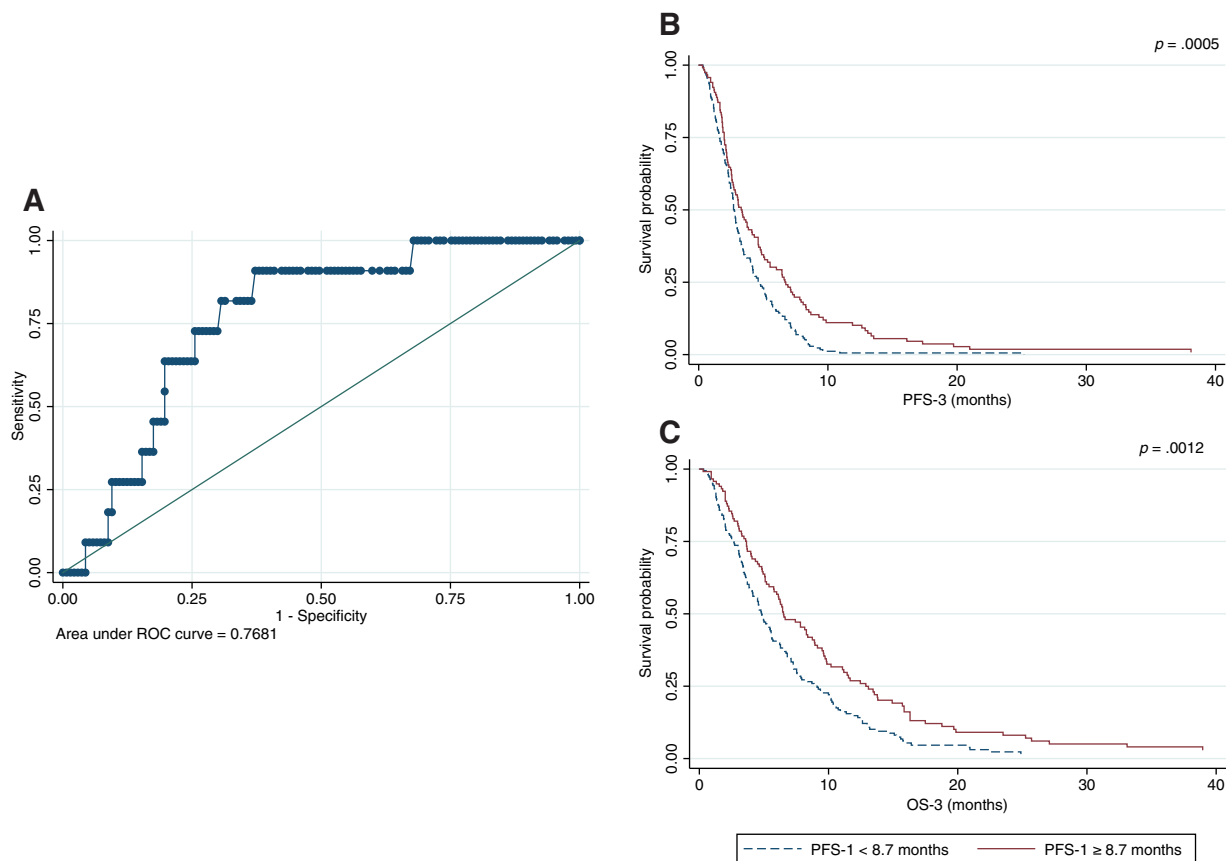 A
1.00
0.75
0.50
0.25
0.00
Sensitivity
0.00
0.25
0.50
0.75
1.00
1 - Specificity
Area under ROC curve = 0.7681
B
p = .0005
1.00
0.75
0.50
0.25
0.00
Survival probability
0
10
20
30
40
PFS-3 (months)
C
p = .0012
1.00
0.75
0.50
0.25
0.00
Survival probability
0
10
20
30
40
OS-3 (months)
PFS-1 < 8.7 months
PFS-1 ≥ 8.7 months